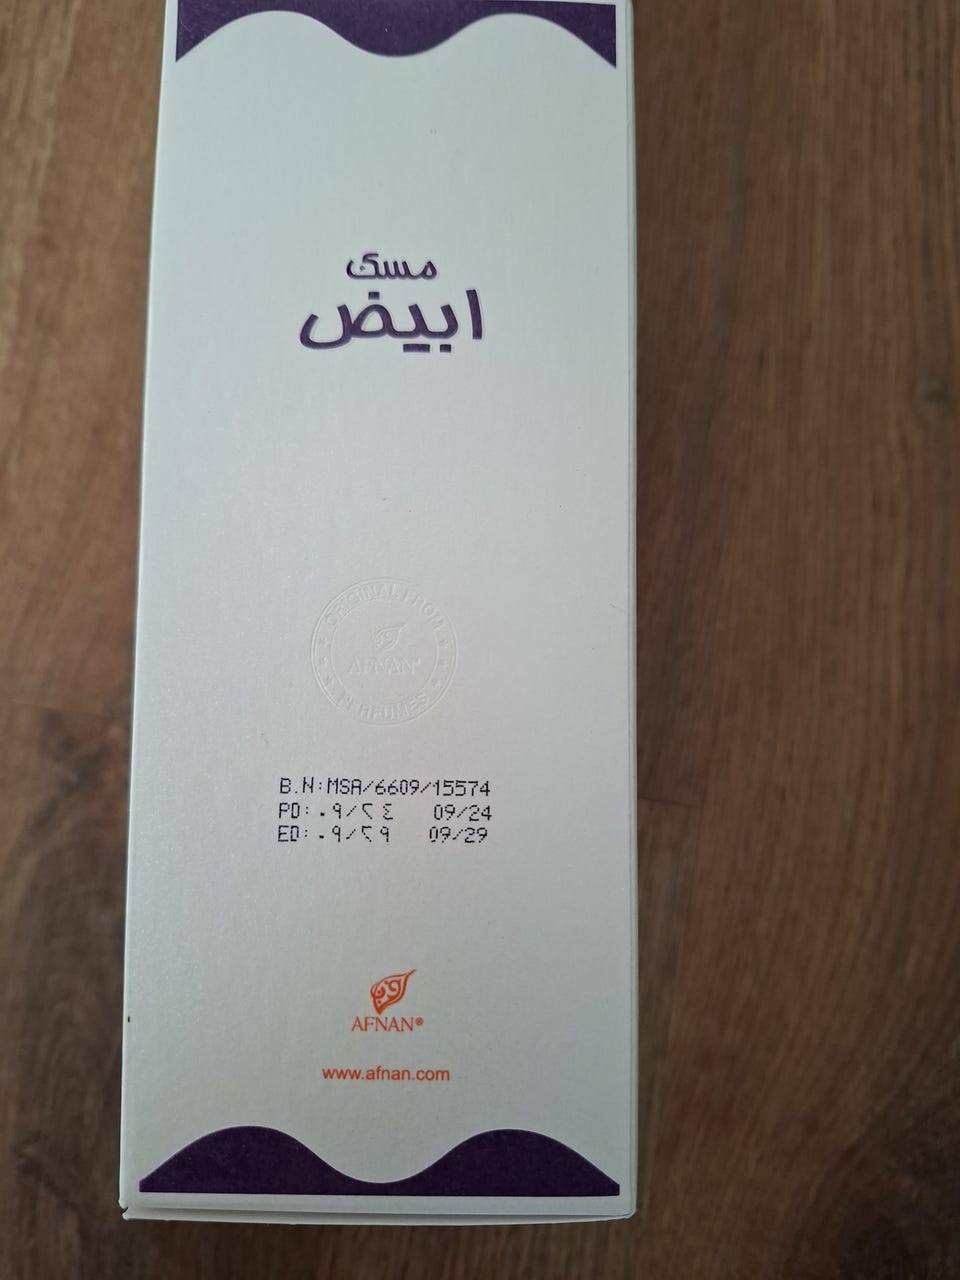 مسك
ابيض
ORIGINAL FROM
AFNAN
PERFUMES
B.N:MSA/6609/15574
PD: ٠٩/٢٤ 09/24
ED: ٠٩/٢٩ 09/29
AFNAN®
www.afnan.com